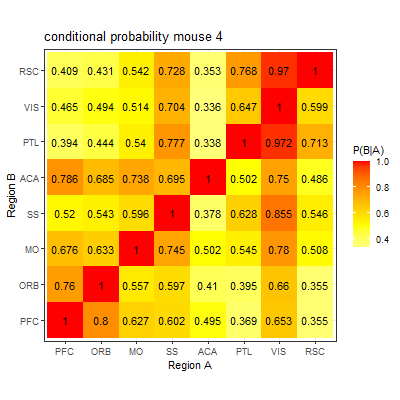 conditional probability mouse 4
RSC 0.409 0.431 0.542 0.728 0.353 0.768 0.97 1
VIS 0.465 0.494 0.514 0.704 0.336 0.647 1 0.599
PTL 0.394 0.444 0.54 0.777 0.338 1 0.972 0.713
ACA 0.786 0.685 0.738 0.695 1 0.502 0.75 0.486
SS 0.52 0.543 0.596 1 0.378 0.628 0.855 0.546
MO 0.676 0.633 1 0.745 0.502 0.545 0.78 0.508
ORB 0.76 1 0.557 0.597 0.41 0.395 0.66 0.355
PFC 1 0.8 0.627 0.602 0.495 0.369 0.653 0.355
PFC ORB MO SS ACA PTL VIS RSC
Region A
Region B
P(B|A)
1.0
0.8
0.6
0.4